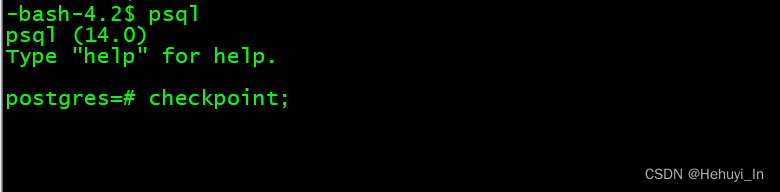 -bash-4.2$ psql
psql (14.0)
Type "help" for help.
postgres=# checkpoint;
CSDN @Hehuyi_In